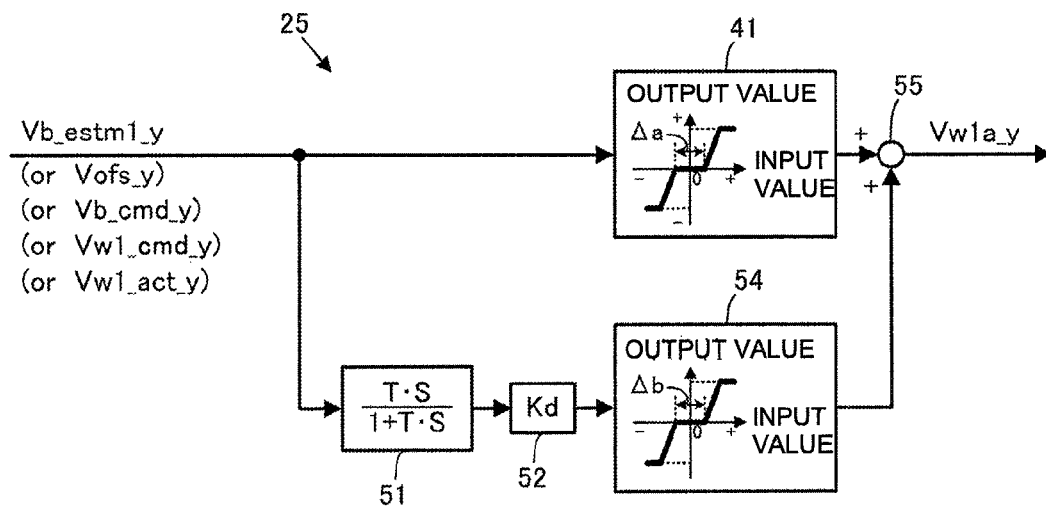 25
41
55
Vb_estm1_y
(or Vofs_y)
(or Vb_cmd_y)
(or Vw1_cmd_y)
(or Vw1_act_y)
OUTPUT VALUE
+
Δa
INPUT
VALUE
−
0
+
−
+
+
Vw1a_y
54
OUTPUT VALUE
+
Δb
INPUT
VALUE
−
0
+
−
T·S
1+T·S
51
Kd
52